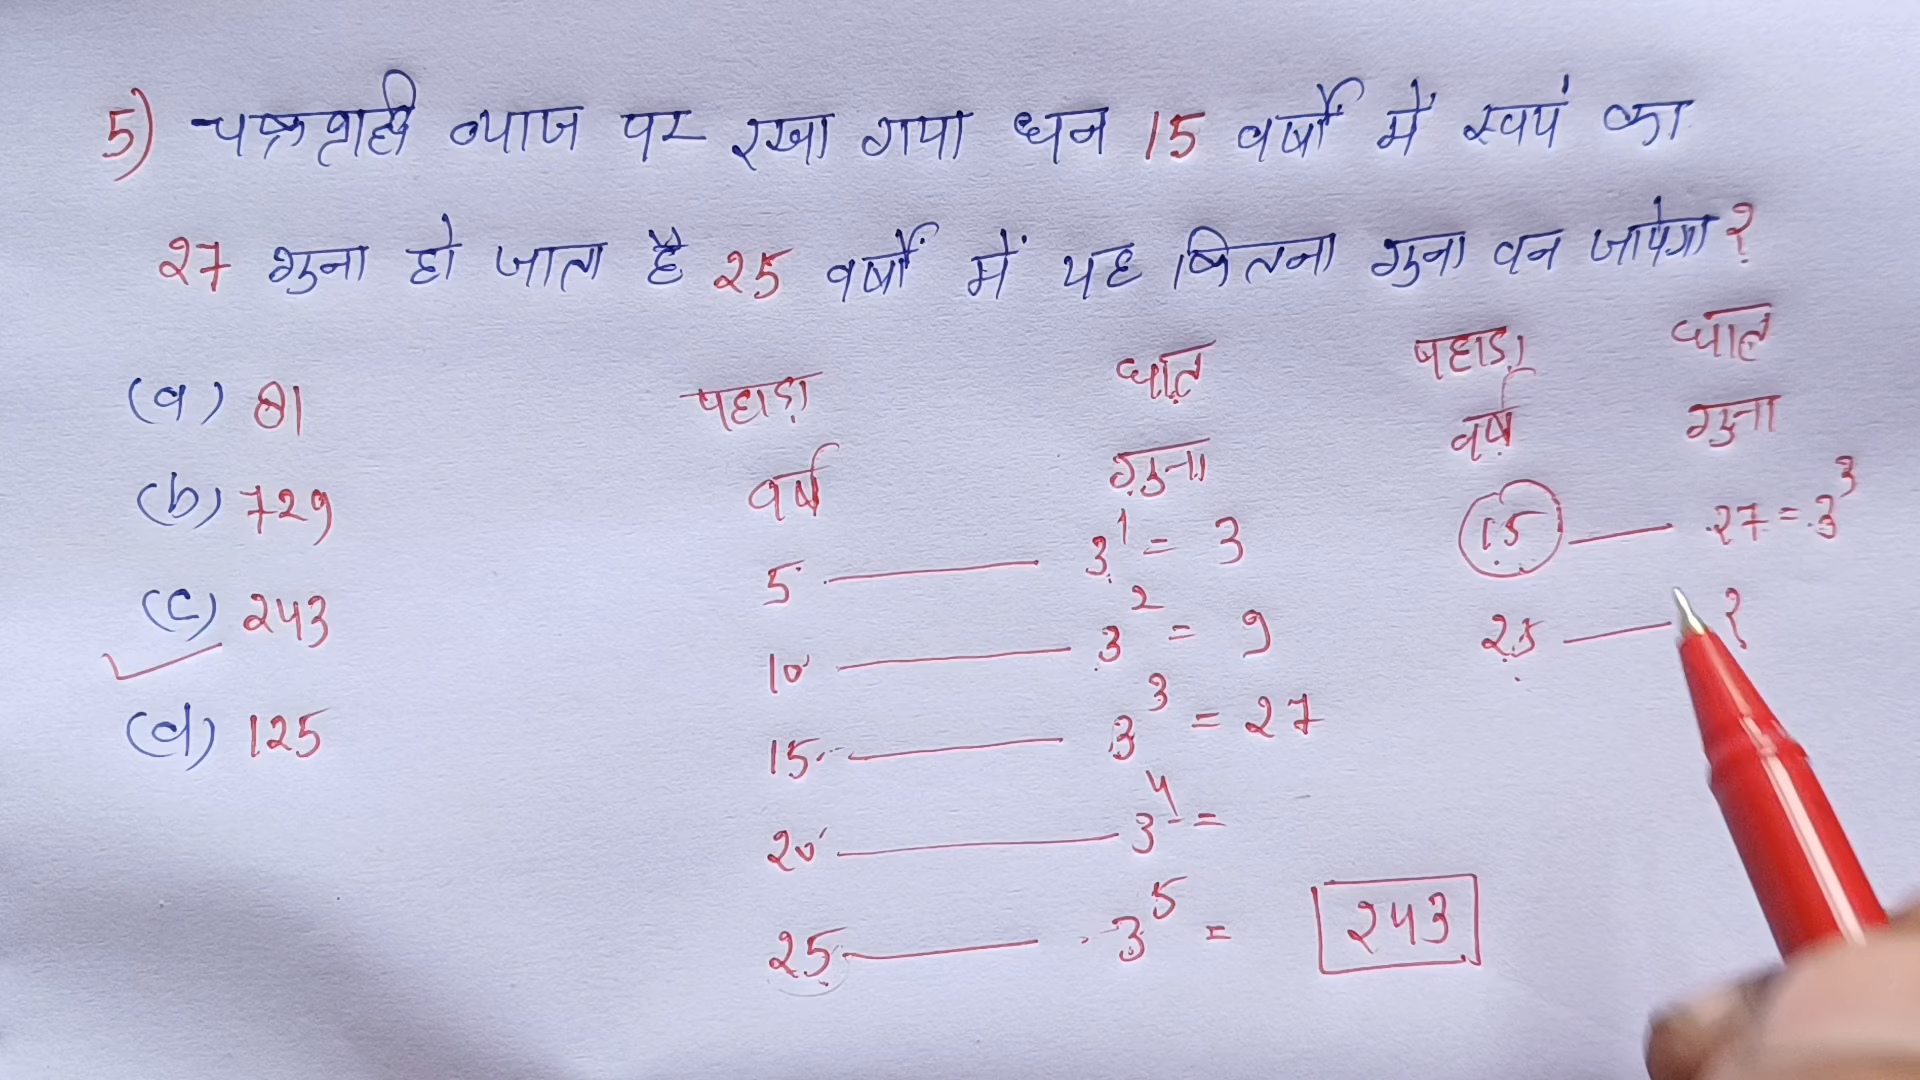 5) चक्रवृद्धि ब्याज पर रखा गया धन 15 वर्षों में स्वयं का
27 गुना हो जाता है 25 वर्षों में यह कितना गुना बन जायेगा?
(a) 81
(b) 729
(c) 243
(d) 125
पहाड़ा घात
वर्ष गुना
5 — 3¹ = 3
10 — 3² = 9
15 — 3³ = 27
20 — 3⁴ =
25 — 3⁵ = 243
पहाड़ा घात
वर्ष गुना
15 — 27 = 3³
25 — ?